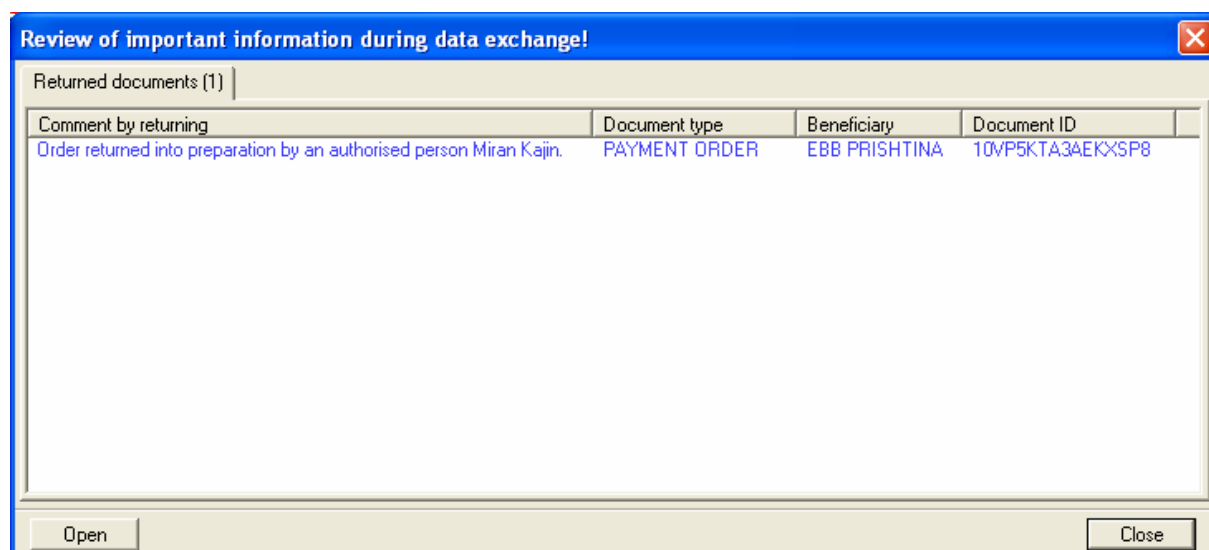 Review of important information during data exchange!
Returned documents (1)
Comment by returning Document type Beneficiary Document ID
Order returned into preparation by an authorised person Miran Kajin. PAYMENT ORDER EBB PRISHTINA 10VP5KTA3AEKXSP8
Open Close